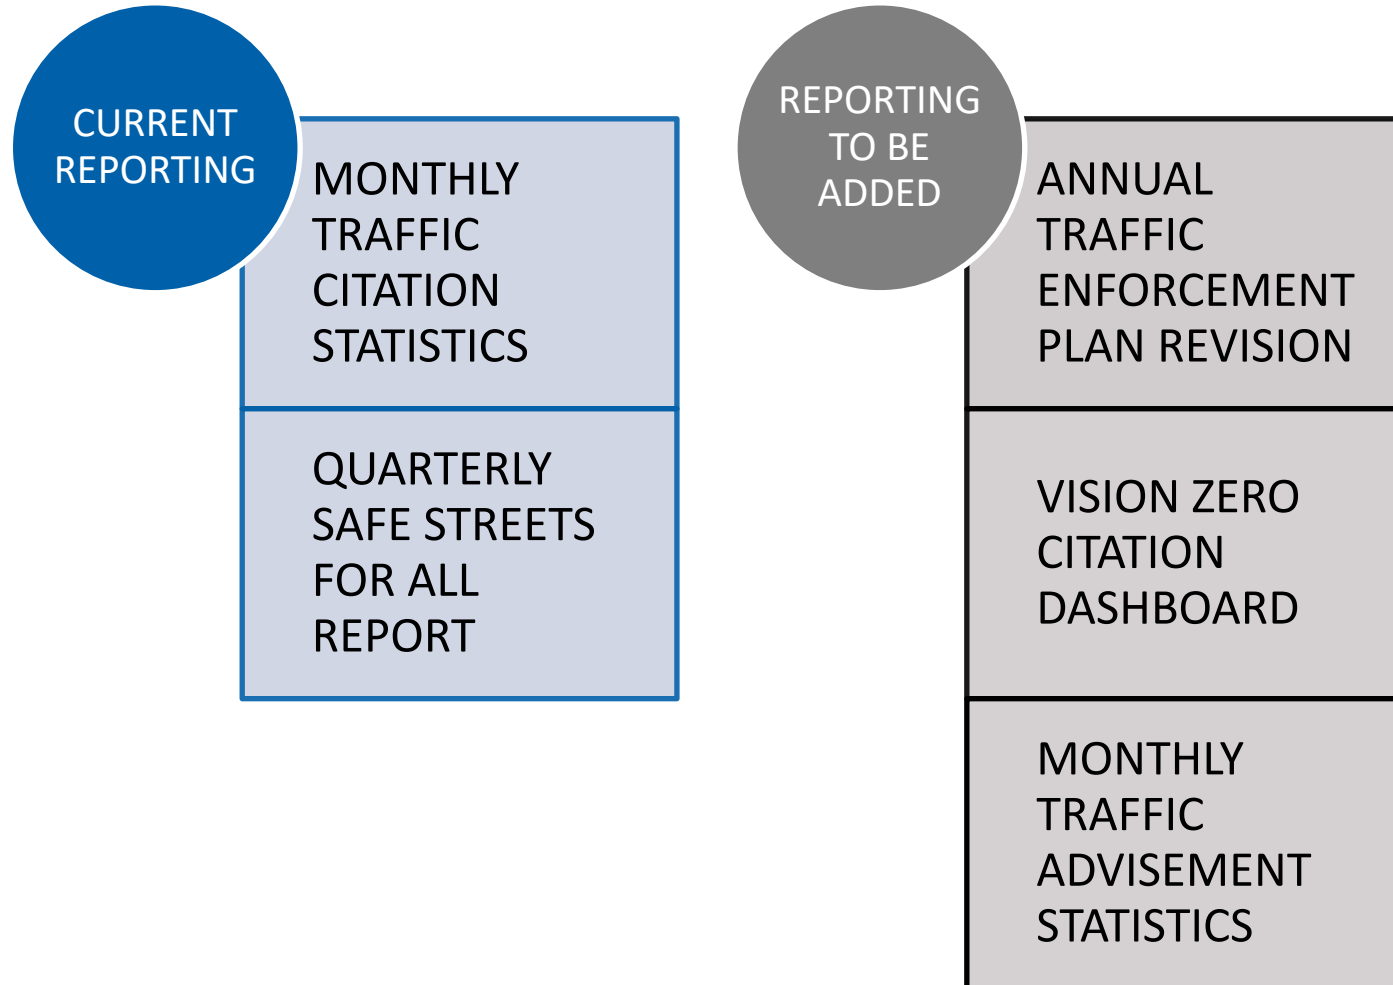 CURRENT
REPORTING
MONTHLY
TRAFFIC
CITATION
STATISTICS
QUARTERLY
SAFE STREETS
FOR ALL
REPORT
REPORTING
TO BE
ADDED
ANNUAL
TRAFFIC
ENFORCEMENT
PLAN REVISION
VISION ZERO
CITATION
DASHBOARD
MONTHLY
TRAFFIC
ADVISEMENT
STATISTICS